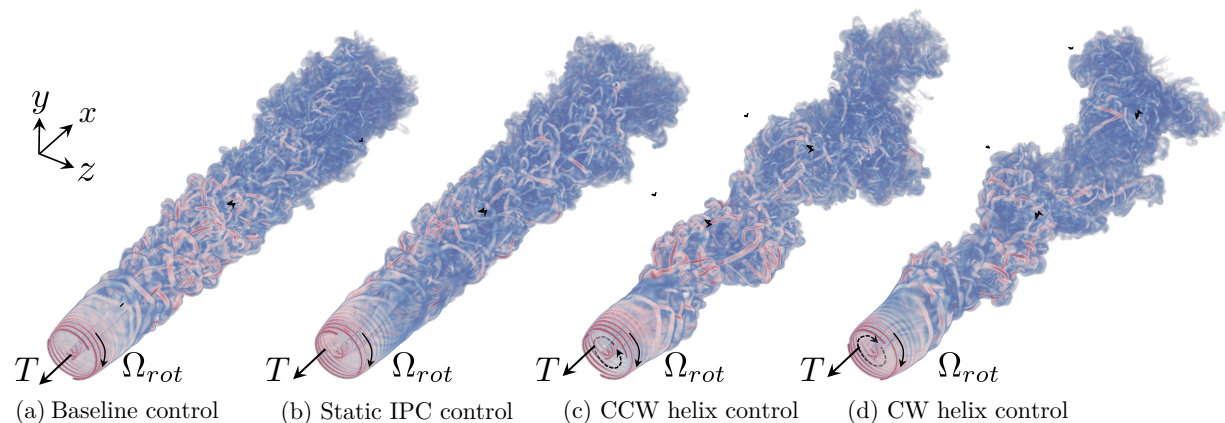 y
x
z
T
Ω_rot
T
Ω_rot
T
Ω_rot
T
Ω_rot
(a) Baseline control
(b) Static IPC control
(c) CCW helix control
(d) CW helix control